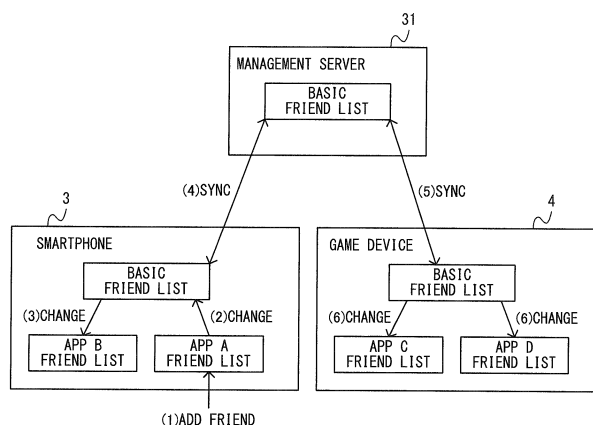 31
MANAGEMENT SERVER
BASIC
FRIEND LIST
(4)SYNC
(5)SYNC
3
SMARTPHONE
BASIC
FRIEND LIST
(3)CHANGE
(2)CHANGE
APP B
FRIEND LIST
APP A
FRIEND LIST
(1)ADD FRIEND
4
GAME DEVICE
BASIC
FRIEND LIST
(6)CHANGE
(6)CHANGE
APP C
FRIEND LIST
APP D
FRIEND LIST